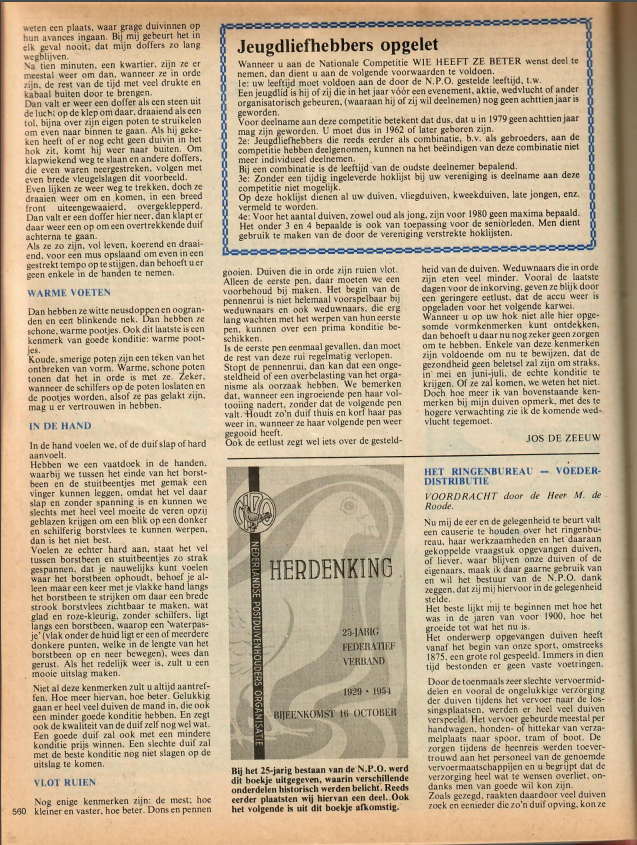 weten een plaats, waar grage duivinnen op
hun avances ingaan. Bij mij gebeurt het in
elk geval nooit, dat mijn doffers zo lang
wegblijven.
Na tien minuten, een kwartier, zijn ze er
meestal weer om dan, wanneer ze in orde
zijn, de rest van de tijd met veel drukte en
kabaal buiten door te brengen.
Dan valt er weer een doffer als een steen uit
de lucht op de klep om daar, draaiend als een
tol, bijna over zijn eigen poten te struikelen
om even naar binnen te gaan. Als hij geke-
ken heeft of er nog echt geen duivin in het
hok zit, komt hij weer naar buiten. Om
klapwiekend weg te slaan en andere doffers,
die even waren neergestreken, volgen met
even brede vleugelslagen dit voorbeeld.
Even lijken ze weer weg te trekken, doch ze
draaien weer om en komen, in een breed
front uiteengewaaierd, overgeklepperd.
Dan valt er een doffer hier neer, dan klapt er
daar weer een op om een overtrekkende duif
achterna te gaan.
Als ze zo zijn, vol leven, koerend en draai-
end, voor een mus opslaand om even in een
gestrekt tempo op te stijgen, dan behoeft u er
geen enkele in de handen te nemen.
WARME VOETEN
Dan hebben ze witte neusdoppen en oogran-
den en een blinkende nek. Dan hebben ze
schone, warme pootjes. Ook dit laatste is een
kenmerk van goede konditie: warme poot-
jes.
Koude, smerige poten zijn een teken van het
ontbreken van vorm. Warme, schone poten
tonen dat het in orde is met ze. Zeker,
wanneer de schilfers op de poten loslaten en
de pootjes worden, alsof ze pas gelakt zijn,
mag u er vertrouwen in hebben.
IN DE HAND
In de hand voelen we, of de duif slap of hard
aanvoelt.
Hebben we een vaatdoek in de handen,
waarbij we tussen het einde van het borst-
been en de stuitbeentjes met gemak een
vinger kunnen leggen, omdat het vel daar
slap en zonder spanning is en kunnen we
slechts met heel veel moeite de veren opzij
geblazen krijgen om een blik op een donker
en schilferig borstvlees te kunnen werpen,
dan is het niet best.
Voelen ze echter hard aan, staat het vel
tussen borstbeen en stuitbeentjes zo strak
gespannen, dat je nauwelijks kunt voelen
waar het borstbeen ophoudt, behoef je al-
leen maar een keer met je vlakke hand langs
het borstbeen te strijken om daar een brede
strook borstvlees zichtbaar te maken, wat
glad en roze-kleurig, zonder schilfers, ligt
langs een borstbeen, waarop een 'waterpas-
je' (vlak onder de huid ligt er een of meerdere
donkere punten, welke in de lengte van het
borstbeen op en neer bewegen), wees dan
gerust. Als het redelijk weer is, zult u een
mooie uitslag maken.
Niet al deze kenmerken zult u altijd aantref-
fen. Hoe meer hiervan, hoe beter. Gelukkig
gaan er heel veel duiven de mand in, die ook
een minder goede konditie hebben. En zegt
ook de kwaliteit van de duif zelf nog wel wat.
Een goede duif zal ook met een mindere
konditie prijs winnen. Een slechte duif zal
met de beste konditie nog niet slagen op de
uitslag te komen.
VLOT RUIEN
Nog enige kenmerken zijn: de mest; hoe
kleiner en vaster, hoe beter. Dons en pennen
560
Jeugdliefhebbers opgelet
Wanneer u aan de Nationale Competitie WIE HEEFT ZE BETER wenst deel te
nemen, dan dient u aan de volgende voorwaarden te voldoen.
1e: uw leeftijd moet voldoen aan de door de N.P.O. gestelde leeftijd, t.w.
Een jeugdlid is hij of zij die in het jaar vóór een evenement, aktie, wedvlucht of ander
organisatorisch gebeuren, (waaraan hij of zij wil deelnemen) nog geen achttien jaar is
geworden.
Voor deelname aan deze competitie betekent dat dus, dat u in 1979 geen achttien jaar
mag zijn geworden. U moet dus in 1962 of later geboren zijn.
2e: Jeugdliefhebbers die reeds eerder als combinatie, b.v. als gebroeders, aan de
competitie hebben deelgenomen, kunnen na het beëindigen van deze combinatie niet
meer individueel deelnemen.
Bij een combinatie is de leeftijd van de oudste deelnemer bepalend.
3e: Zonder een tijdig ingeleverde hoklijst bij uw vereniging is deelname aan deze
competitie niet mogelijk.
Op deze hoklijst dienen al uw duiven, vliegduiven, kweekduiven, late jongen, enz.
vermeld te worden.
4e: Voor het aantal duiven, zowel oud als jong, zijn voor 1980 geen maxima bepaald.
Het onder 3 en 4 bepaalde is ook van toepassing voor de seniorleden. Men dient
gebruik te maken van de door de vereniging verstrekte hoklijsten.
gooien. Duiven die in orde zijn ruien vlot.
Alleen de eerste pen, daar moeten we een
voorbehoud bij maken. Het begin van de
pennenrui is niet helemaal voorspelbaar bij
weduwnaars en ook weduwnaars, die erg
lang wachten met het werpen van hun eerste
pen, kunnen over een prima konditie be-
schikken.
Is de eerste pen eenmaal gevallen, dan moet
de rest van deze rui regelmatig verlopen.
Stopt de pennenrui, dan kan dat een onge-
steldheid of een overbelasting van het orga-
nisme als oorzaak hebben. We bemerken
dat, wanneer een ingroeiende pen haar vol-
tooiing nadert, zonder dat de volgende pen
valt. Houdt zo'n duif thuis en korf haar pas
weer in, wanneer ze haar volgende pen weer
gegooid heeft.
Ook de eetlust zegt wel iets over de gesteld-
heid van de duiven. Weduwnaars die in orde
zijn eten veel minder. Vooral de laatste
dagen voor de inkorving, geven ze blijk door
een geringere eetlust, dat de accu weer is
opgeladen voor het volgende karwei.
Wanneer u op uw hok niet alle hier opge-
somde vormkenmerken kunt ontdekken,
dan behoeft u daar nu nog zeker geen zorgen
om te hebben. Enkele van deze kenmerken
zijn voldoende om nu te bewijzen, dat de
gezondheid geen beletsel zal zijn om straks,
in mei en juni-juli, de echte konditie te
krijgen. Of ze zal komen, we weten het niet.
Doch hoe meer ik van bovenstaande ken-
merken bij mijn duiven opmerk, met des te
hogere verwachting zie ik de komende wed-
vlucht tegemoet.
JOS DE ZEEUW
NPO
NEDERLANDSE POSTDUIVENHOUDERS ORGANISATIE
HERDENKING
25-JARIG
FEDERATIEF
VERBAND
1929 • 1954
BIJEENKOMST 16 OCTOBER
Bij het 25-jarig bestaan van de N.P.O. werd
dit boekje uitgegeven, waarin verschillende
onderdelen historisch werden belicht. Reeds
eerder plaatsten wij hiervan een deel. Ook
het volgende is uit dit boekje afkomstig.
HET RINGENBUREAU — VOEDER-
DISTRIBUTIE
VOORDRACHT door de Heer M. de
Roode.
Nu mij de eer en de gelegenheid te beurt valt
een causerie te houden over het ringenbu-
reau, haar werkzaamheden en het daaraan
gekoppelde vraagstuk opgevangen duiven,
of liever, waar blijven onze duiven of de
eigenaars, maak ik daar gaarne gebruik van
en wil het bestuur van de N.P.O. dank
zeggen, dat zij mij hiervoor in de gelegenheid
stelde.
Het beste lijkt mij te beginnen met hoe het
was in de jaren van voor 1900, hoe het
groeide tot wat het nu is.
Het onderwerp opgevangen duiven heeft
vanaf het begin van onze sport, omstreeks
1875, een grote rol gespeeld. Immers in dien
tijd bestonden er geen vaste voetringen.
Door de toenmaals zeer slechte vervoermid-
delen en vooral de ongelukkige verzorging
der duiven tijdens het vervoer naar de los-
singsplaatsen, werden er heel veel duiven
verspeeld. Het vervoer gebeurde meestal per
handwagen, honden- of hittekar van verza-
melplaats naar spoor, tram of boot. De
zorgen tijdens de heenreis werden toever-
trouwd aan het personeel van de genoemde
vervoermaatschappijen en u begrijpt dat de
verzorging heel wat te wensen overliet, on-
danks men van goede wil kon zijn.
Zoals gezegd, raakten daardoor veel duiven
zoek en eenieder die zo'n duif opving, kon ze